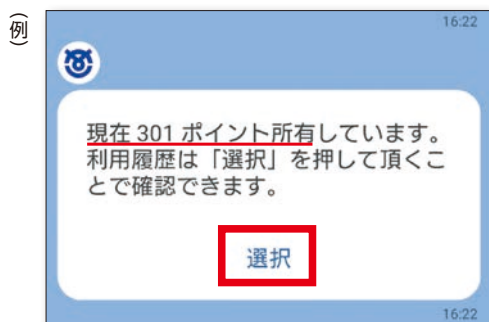 (例)
16:22
現在 301 ポイント所有しています。
利用履歴は「選択」を押して頂くこ
とで確認できます。
選択
16:22